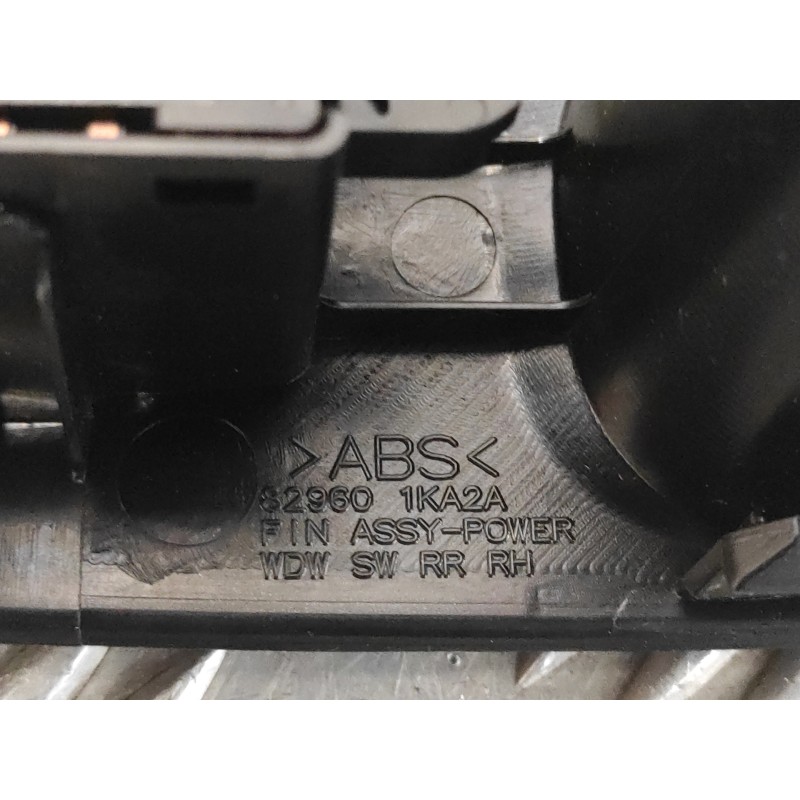 >ABS<
82960 1KA2A
FIN ASSY-POWER
WDW SW RR RH